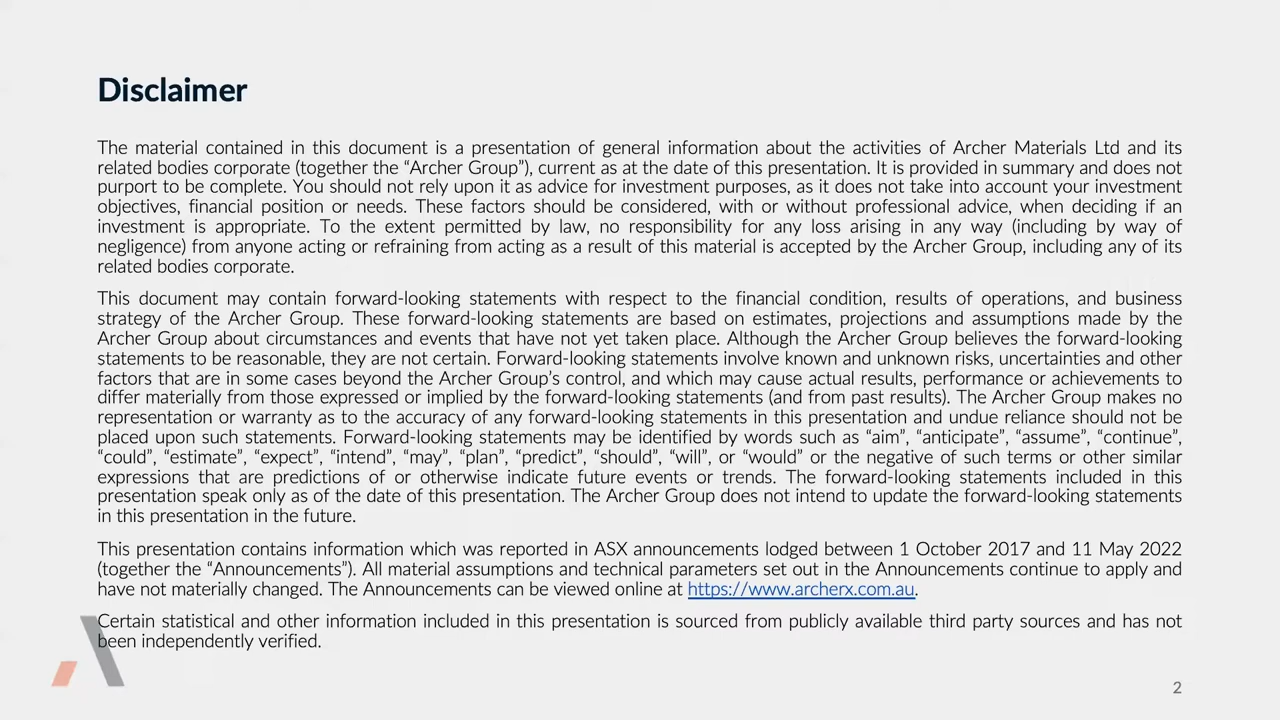 Disclaimer
The material contained in this document is a presentation of general information about the activities of Archer Materials Ltd and its
related bodies corporate (together the “Archer Group”), current as at the date of this presentation. It is provided in summary and does not
purport to be complete. You should not rely upon it as advice for investment purposes, as it does not take into account your investment
objectives, financial position or needs. These factors should be considered, with or without professional advice, when deciding if an
investment is appropriate. To the extent permitted by law, no responsibility for any loss arising in any way (including by way of
negligence) from anyone acting or refraining from acting as a result of this material is accepted by the Archer Group, including any of its
related bodies corporate.
This document may contain forward-looking statements with respect to the financial condition, results of operations, and business
strategy of the Archer Group. These forward-looking statements are based on estimates, projections and assumptions made by the
Archer Group about circumstances and events that have not yet taken place. Although the Archer Group believes the forward-looking
statements to be reasonable, they are not certain. Forward-looking statements involve known and unknown risks, uncertainties and other
factors that are in some cases beyond the Archer Group’s control, and which may cause actual results, performance or achievements to
differ materially from those expressed or implied by the forward-looking statements (and from past results). The Archer Group makes no
representation or warranty as to the accuracy of any forward-looking statements in this presentation and undue reliance should not be
placed upon such statements. Forward-looking statements may be identified by words such as “aim”, “anticipate”, “assume”, “continue”,
“could”, “estimate”, “expect”, “intend”, “may”, “plan”, “predict”, “should”, “will”, or “would” or the negative of such terms or other similar
expressions that are predictions of or otherwise indicate future events or trends. The forward-looking statements included in this
presentation speak only as of the date of this presentation. The Archer Group does not intend to update the forward-looking statements
in this presentation in the future.
This presentation contains information which was reported in ASX announcements lodged between 1 October 2017 and 11 May 2022
(together the “Announcements”). All material assumptions and technical parameters set out in the Announcements continue to apply and
have not materially changed. The Announcements can be viewed online at https://www.archerx.com.au.
Certain statistical and other information included in this presentation is sourced from publicly available third party sources and has not
been independently verified.
2